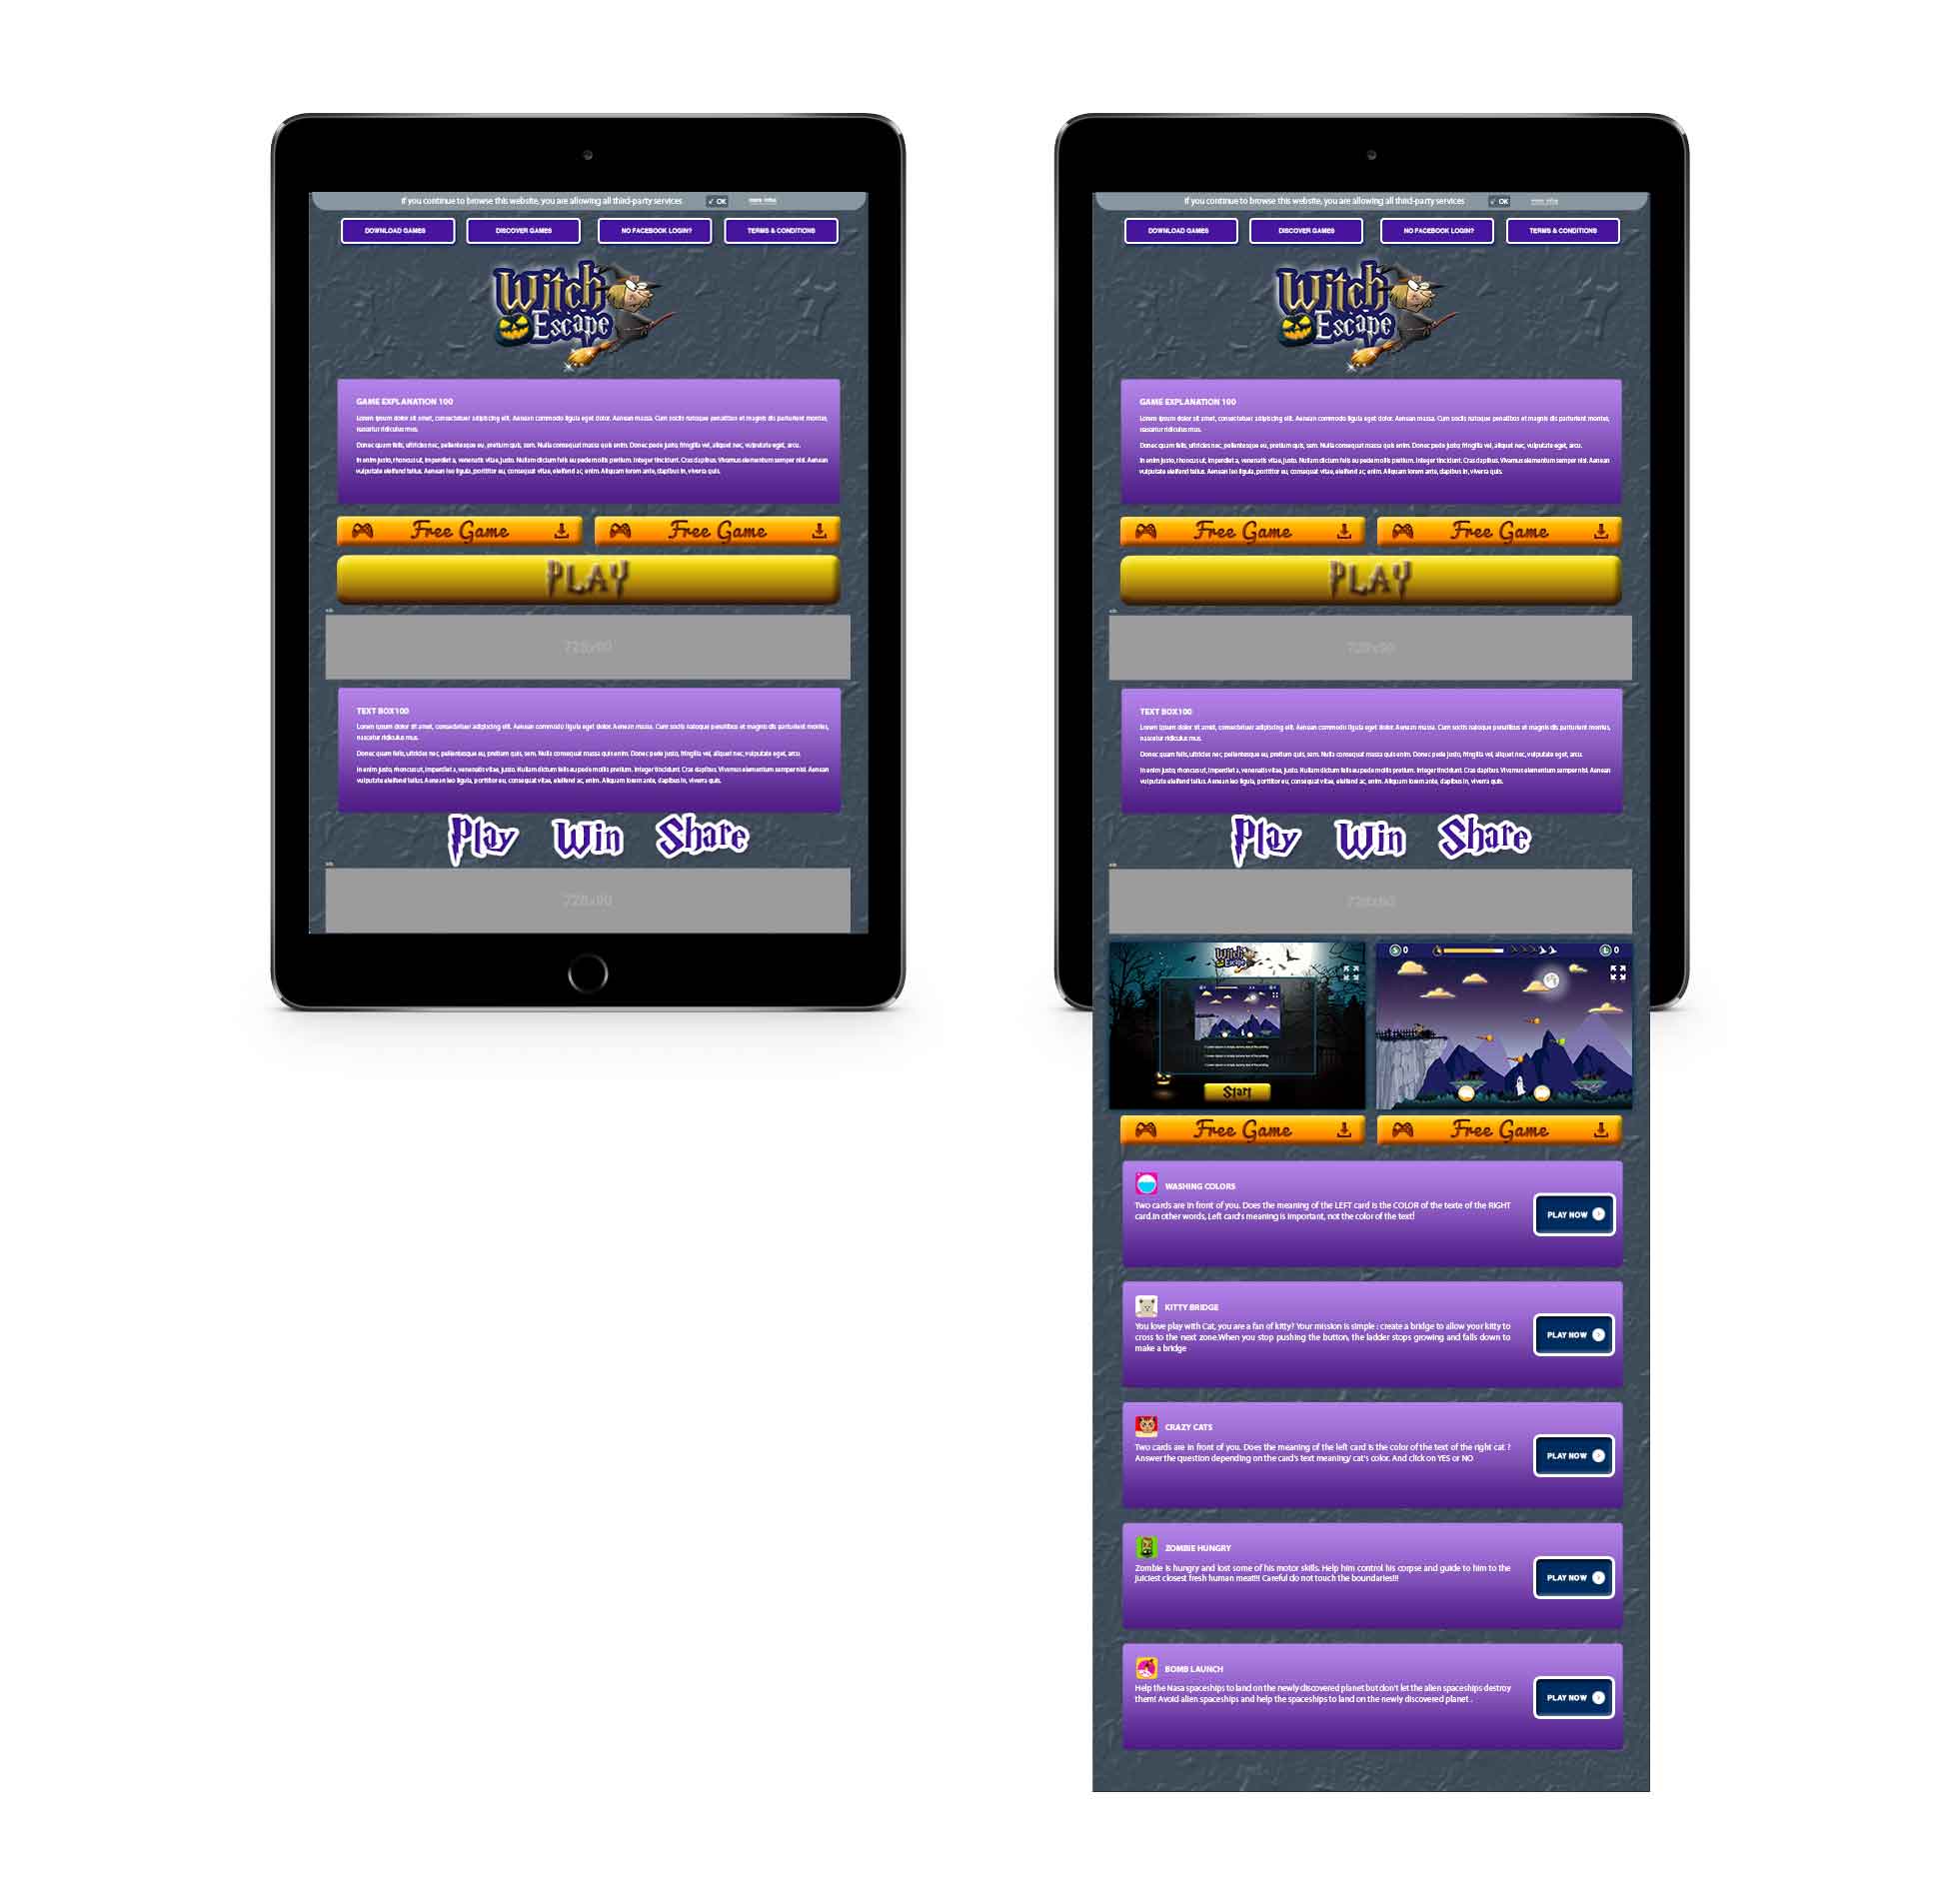 If you continue to browse this website, you are allowing all third-party services ✓ OK
DOWNLOAD GAMES DISCOVER GAMES NO FACEBOOK LOGIN? TERMS & CONDITIONS
Witch
Escape
GAME EXPLANATION 100
Lorem ipsum dolor sit amet, consectetuer adipiscing elit. Aenean commodo ligula eget dolor. Aenean massa. Cum sociis natoque penatibus et magnis dis parturient montes,
nascetur ridiculus mus.
Donec quam felis, ultricies nec, pellentesque eu, pretium quis, sem. Nulla consequat massa quis enim. Donec pede justo, fringilla vel, aliquet nec, vulputate eget, arcu.
In enim justo, rhoncus ut, imperdiet a, venenatis vitae, justo. Nullam dictum felis eu pede mollis pretium. Integer tincidunt. Cras dapibus. Vivamus elementum semper nisi. Aenean
vulputate eleifend tellus. Aenean leo ligula, porttitor eu, consequat vitae, eleifend ac, enim. Aliquam lorem ante, dapibus in, viverra quis.
Free Game Free Game
PLAY
728x90
TEXT BOX100
Lorem ipsum dolor sit amet, consectetuer adipiscing elit. Aenean commodo ligula eget dolor. Aenean massa. Cum sociis natoque penatibus et magnis dis parturient montes,
nascetur ridiculus mus.
Donec quam felis, ultricies nec, pellentesque eu, pretium quis, sem. Nulla consequat massa quis enim. Donec pede justo, fringilla vel, aliquet nec, vulputate eget, arcu.
In enim justo, rhoncus ut, imperdiet a, venenatis vitae, justo. Nullam dictum felis eu pede mollis pretium. Integer tincidunt. Cras dapibus. Vivamus elementum semper nisi. Aenean
vulputate eleifend tellus. Aenean leo ligula, porttitor eu, consequat vitae, eleifend ac, enim. Aliquam lorem ante, dapibus in, viverra quis.
Play Win Share
728x90
If you continue to browse this website, you are allowing all third-party services ✓ OK
DOWNLOAD GAMES DISCOVER GAMES NO FACEBOOK LOGIN? TERMS & CONDITIONS
Witch
Escape
GAME EXPLANATION 100
Lorem ipsum dolor sit amet, consectetuer adipiscing elit. Aenean commodo ligula eget dolor. Aenean massa. Cum sociis natoque penatibus et magnis dis parturient montes,
nascetur ridiculus mus.
Donec quam felis, ultricies nec, pellentesque eu, pretium quis, sem. Nulla consequat massa quis enim. Donec pede justo, fringilla vel, aliquet nec, vulputate eget, arcu.
In enim justo, rhoncus ut, imperdiet a, venenatis vitae, justo. Nullam dictum felis eu pede mollis pretium. Integer tincidunt. Cras dapibus. Vivamus elementum semper nisi. Aenean
vulputate eleifend tellus. Aenean leo ligula, porttitor eu, consequat vitae, eleifend ac, enim. Aliquam lorem ante, dapibus in, viverra quis.
Free Game Free Game
PLAY
728x90
TEXT BOX100
Lorem ipsum dolor sit amet, consectetuer adipiscing elit. Aenean commodo ligula eget dolor. Aenean massa. Cum sociis natoque penatibus et magnis dis parturient montes,
nascetur ridiculus mus.
Donec quam felis, ultricies nec, pellentesque eu, pretium quis, sem. Nulla consequat massa quis enim. Donec pede justo, fringilla vel, aliquet nec, vulputate eget, arcu.
In enim justo, rhoncus ut, imperdiet a, venenatis vitae, justo. Nullam dictum felis eu pede mollis pretium. Integer tincidunt. Cras dapibus. Vivamus elementum semper nisi. Aenean
vulputate eleifend tellus. Aenean leo ligula, porttitor eu, consequat vitae, eleifend ac, enim. Aliquam lorem ante, dapibus in, viverra quis.
Play Win Share
728x90
Witch
Escape
0 0
Start
Free Game Free Game
WASHING COLORS
Two cards are in front of you. Does the meaning of the LEFT card is the COLOR of the texte of the RIGHT
card.In other words, Left card's meaning is important, not the color of the text!
PLAY NOW
KITTY BRIDGE
You love play with Cat, you are a fan of kitty? Your mission is simple : create a bridge to allow your kitty to
cross to the next zone.When you stop pushing the button, the ladder stops growing and falls down to
make a bridge
PLAY NOW
CRAZY CATS
Two cards are in front of you. Does the meaning of the left card is the color of the text of the right cat ?
Answer the question depending on the card's text meaning/ cat's color. And click on YES or NO
PLAY NOW
ZOMBIE HUNGRY
Zombie is hungry and lost some of his motor skills. Help him control his corpse and guide to him to the
juiciest closest fresh human meat!!! Careful do not touch the boundaries!!!
PLAY NOW
BOMB LAUNCH
Help the Nasa spaceships to land on the newly discovered planet but don't let the alien spaceships destroy
them! Avoid alien spaceships and help the spaceships to land on the newly discovered planet .
PLAY NOW